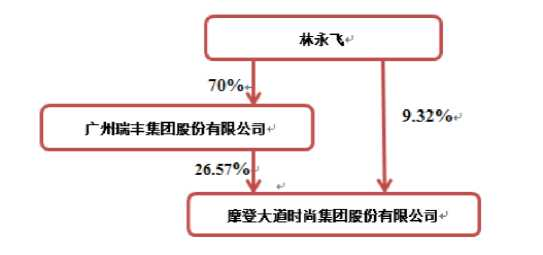 林永飞
70%
9.32%
广州瑞丰集团股份有限公司
26.57%
摩登大道时尚集团股份有限公司